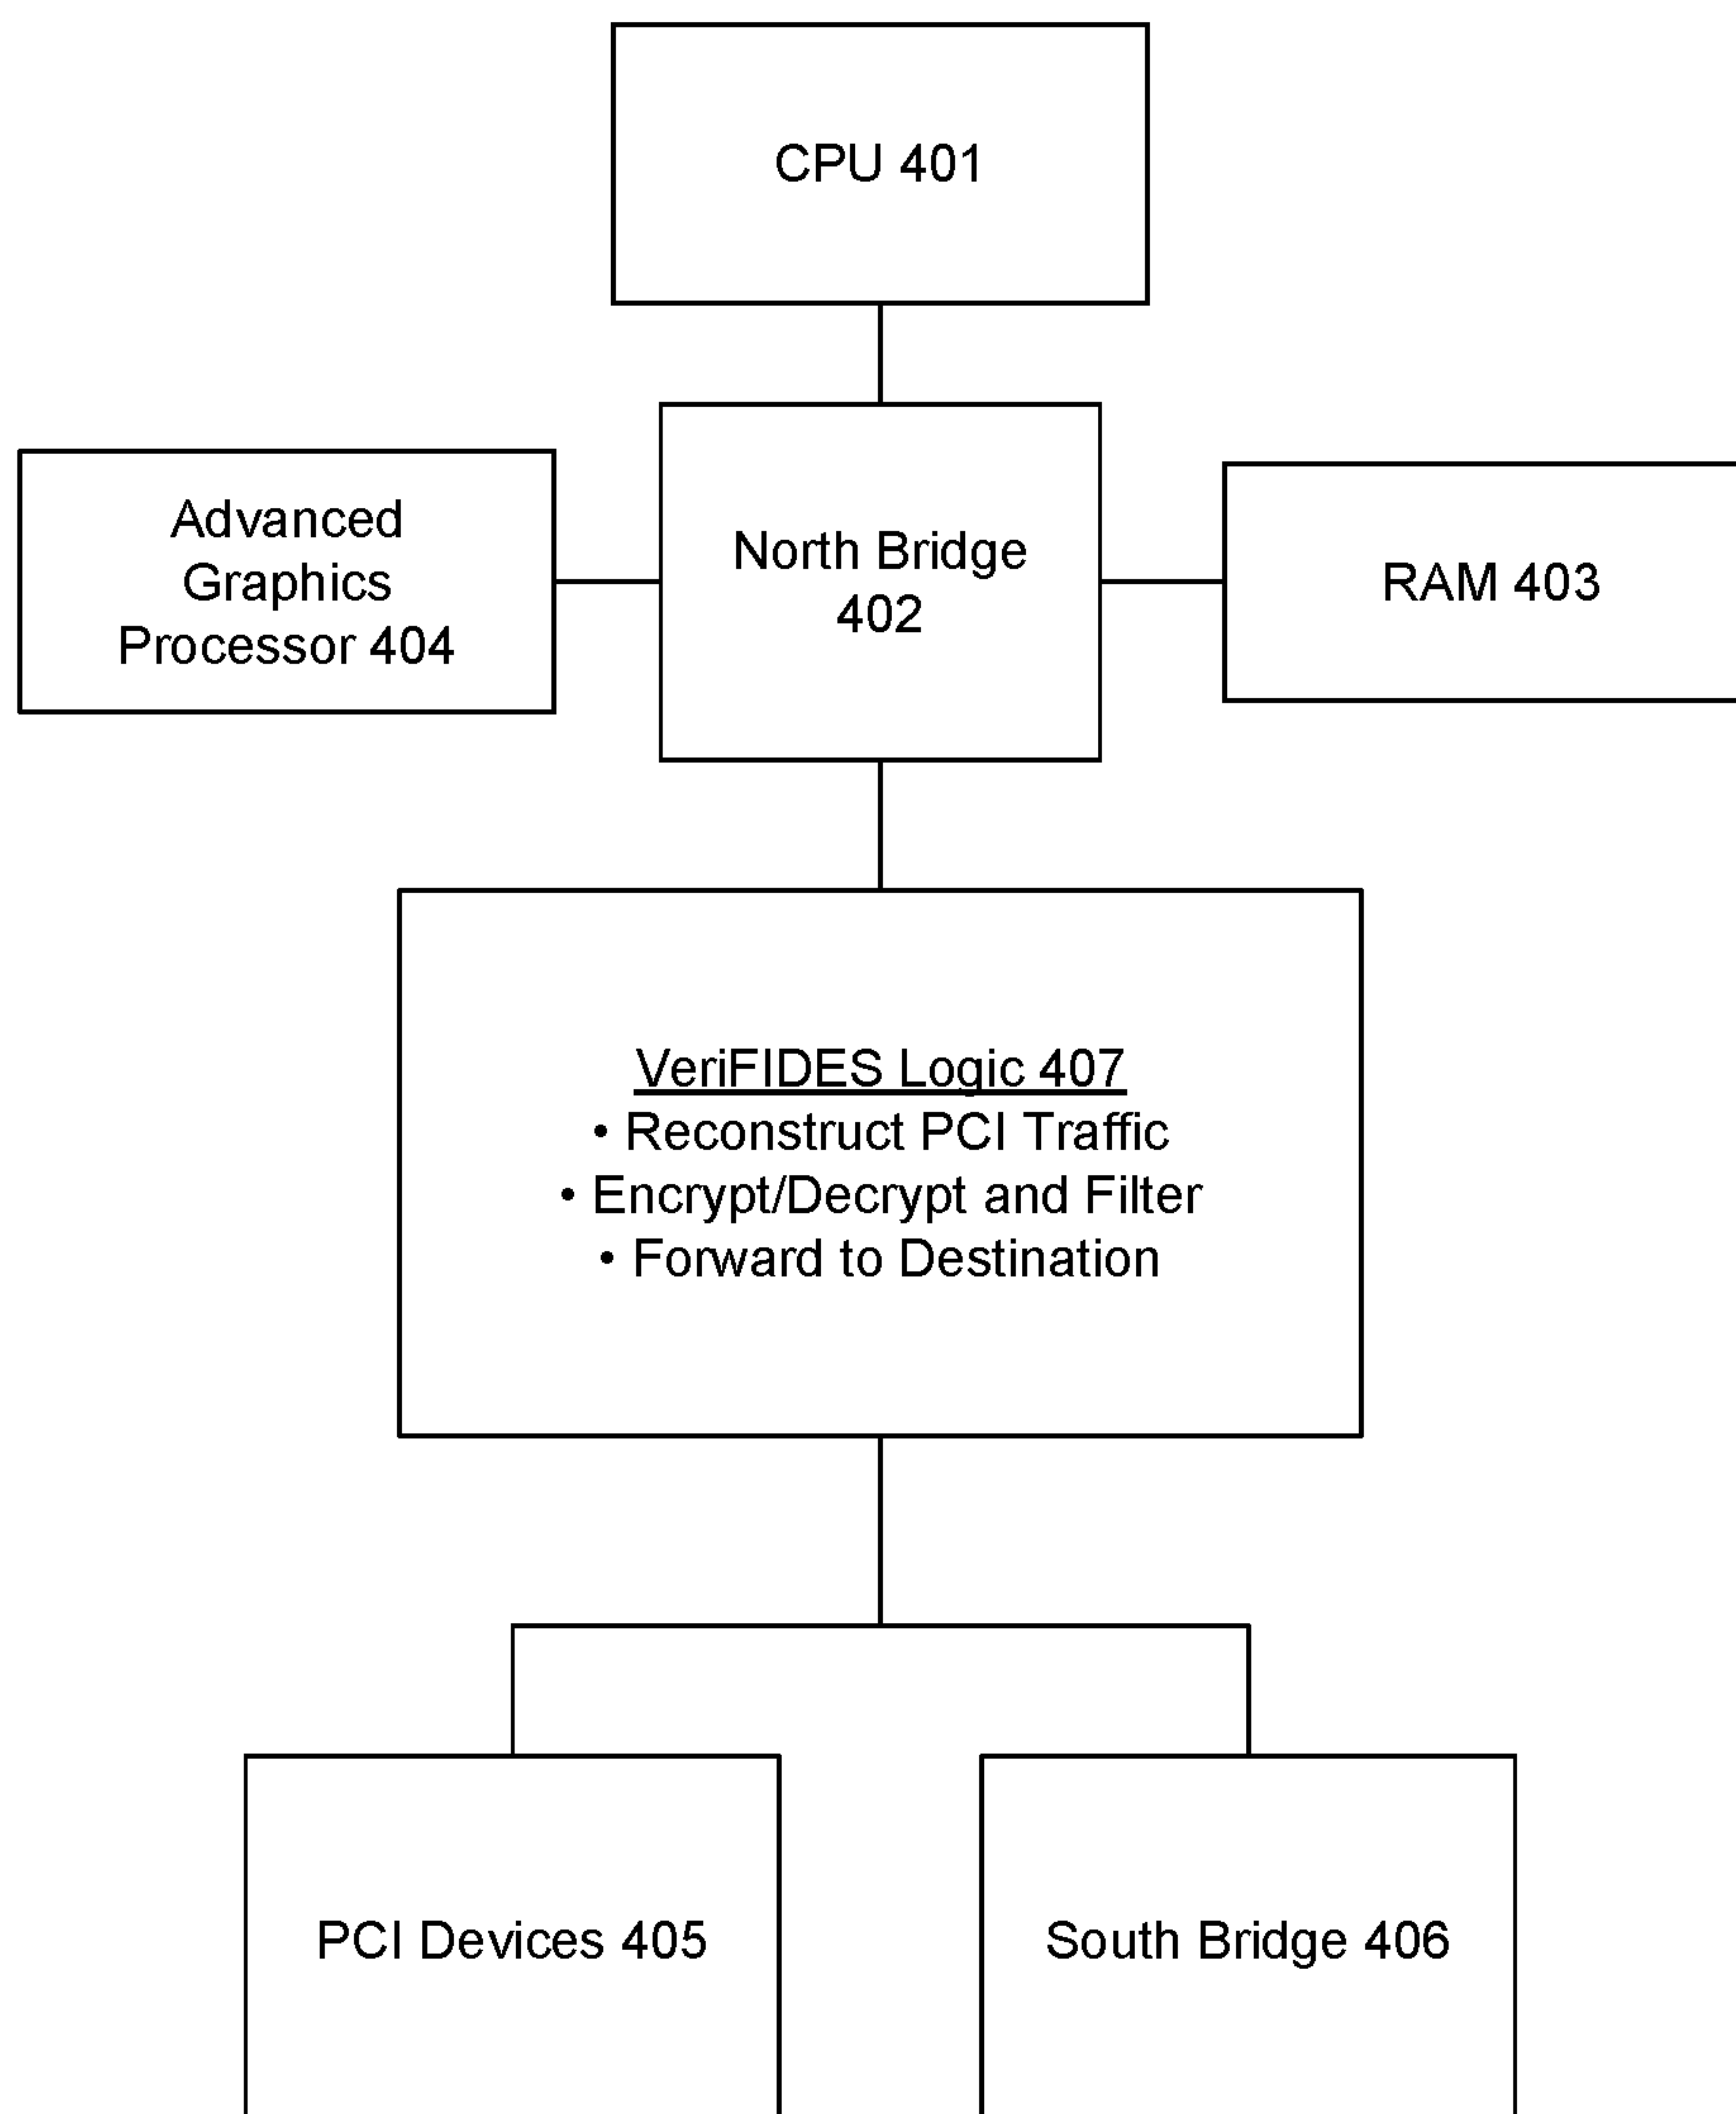 CPU 401
Advanced
Graphics
Processor 404
North Bridge
402
RAM 403
VeriFIDES Logic 407
• Reconstruct PCI Traffic
• Encrypt/Decrypt and Filter
• Forward to Destination
PCI Devices 405
South Bridge 406